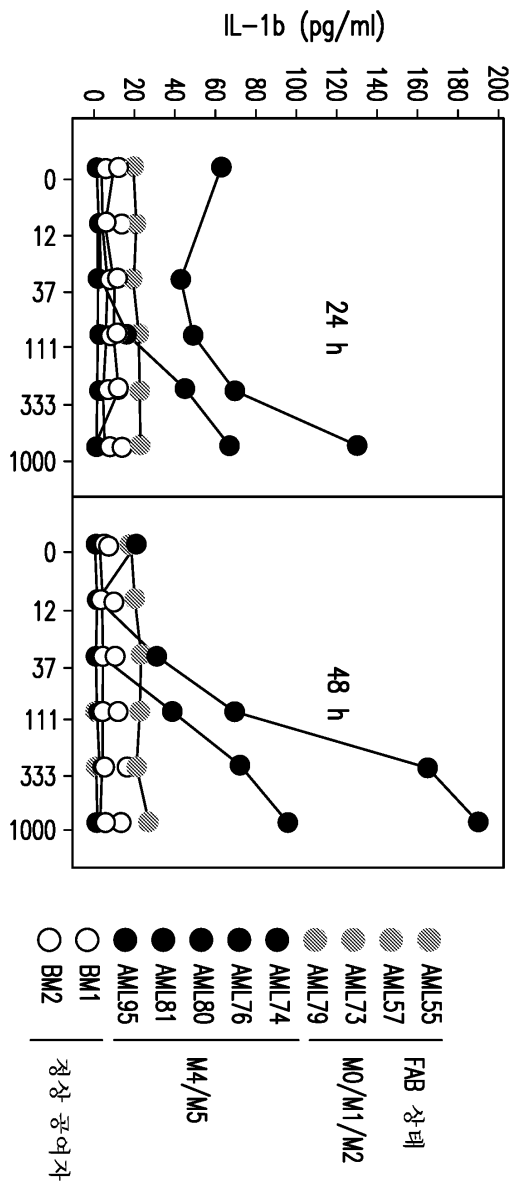 IL-1b (pg/ml)
200
180
160
140
120
100
80
60
40
20
0
24 h
48 h
0 12 37 111 333 1000
0 12 37 111 333 1000
FAB 상태
AML55
AML57
AML73
AML79
M0/M1/M2
AML74
AML76
AML80
AML81
AML95
M4/M5
BM1
BM2
정상 공여자